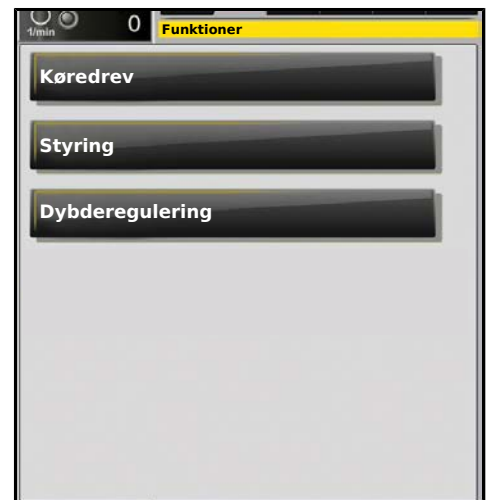 1/min
0
Funktioner
Køredrev
Styring
Dybderegulering